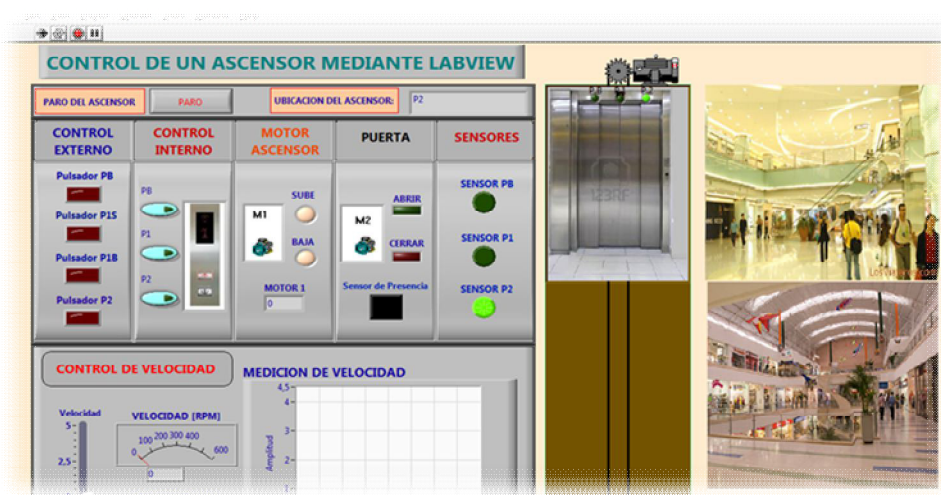 CONTROL DE UN ASCENSOR MEDIANTE LABVIEW
PARO DEL ASCENSOR
PARO
UBICACION DEL ASCENSOR:
P2
CONTROL EXTERNO
CONTROL INTERNO
MOTOR ASCENSOR
PUERTA
SENSORES
Pulsador PB
Pulsador P1S
Pulsador P1B
Pulsador P2
PB
P1
P2
M1
SUBE
BAJA
MOTOR 1
0
M2
ABRIR
CERRAR
Sensor de Presencia
SENSOR PB
SENSOR P1
SENSOR P2
123RF
CONTROL DE VELOCIDAD
Velocidad
5-
2,5-
VELOCIDAD [RPM]
0 100 200 300 400 600
0
MEDICION DE VELOCIDAD
Amplitud
4,5-
4-
3-
2-
1-